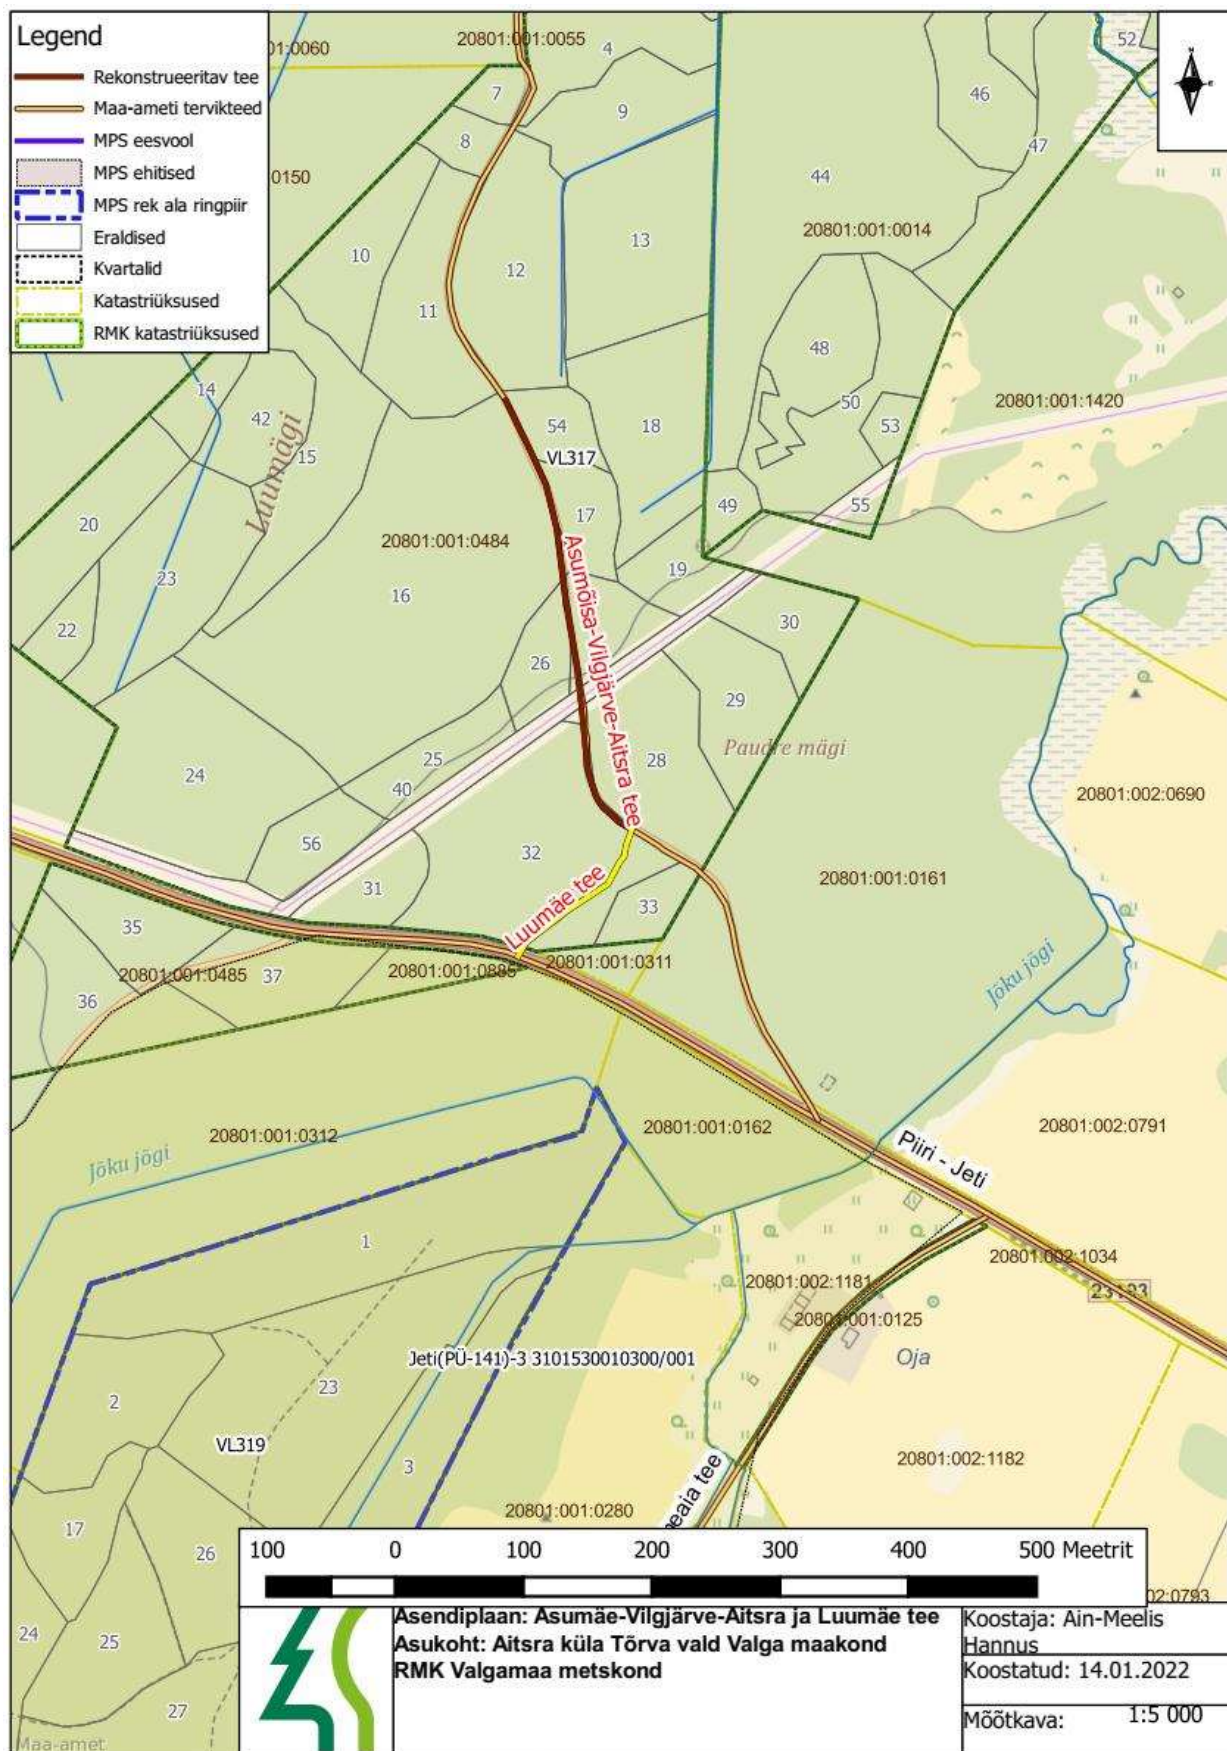 Legend
Rekonstrueeritav tee
Maa-ameti tervikteed
MPS eesvool
MPS ehitised
MPS rek ala ringpiir
Eraldised
Kvartalid
Katastriüksused
RMK katastriüksused
01:0060
20801:001:0055
4
52
7
9
46
8
47
0150
44
20801:001:0014
10
12
13
11
48
14
42
50
20801:001:1420
15
54
18
53
VL317
Luumägi
49
55
17
20
20801:001:0484
19
23
16
30
22
26
29
Asumõisa-Vilgjärve-Aitsra tee
Paudre mägi
25
28
24
40
20801:002:0690
56
32
31
20801:001:0161
Luumäe tee
33
35
20801:001:0485
37
20801:001:0885
20801:001:0311
36
Jõku jõgi
20801:001:0312
20801:001:0162
20801:002:0791
Jõku jõgi
Piiri - Jeti
1
20801:002:1034
20801:002:1181
23193
20801:001:0125
Jeti(PÜ-141)-3 3101530010300/001
Oja
23
2
VL319
3
20801:002:1182
peaia tee
20801:001:0280
17
26
100 0 100 200 300 400 500 Meetrit
02:0793
24
25
27
Maa-amet
Asendiplaan: Asumäe-Vilgjärve-Aitsra ja Luumäe tee
Asukoht: Aitsra küla Tõrva vald Valga maakond
RMK Valgamaa metskond
Koostaja: Ain-Meelis
Hannus
Koostatud: 14.01.2022
Mõõtkava: 1:5 000